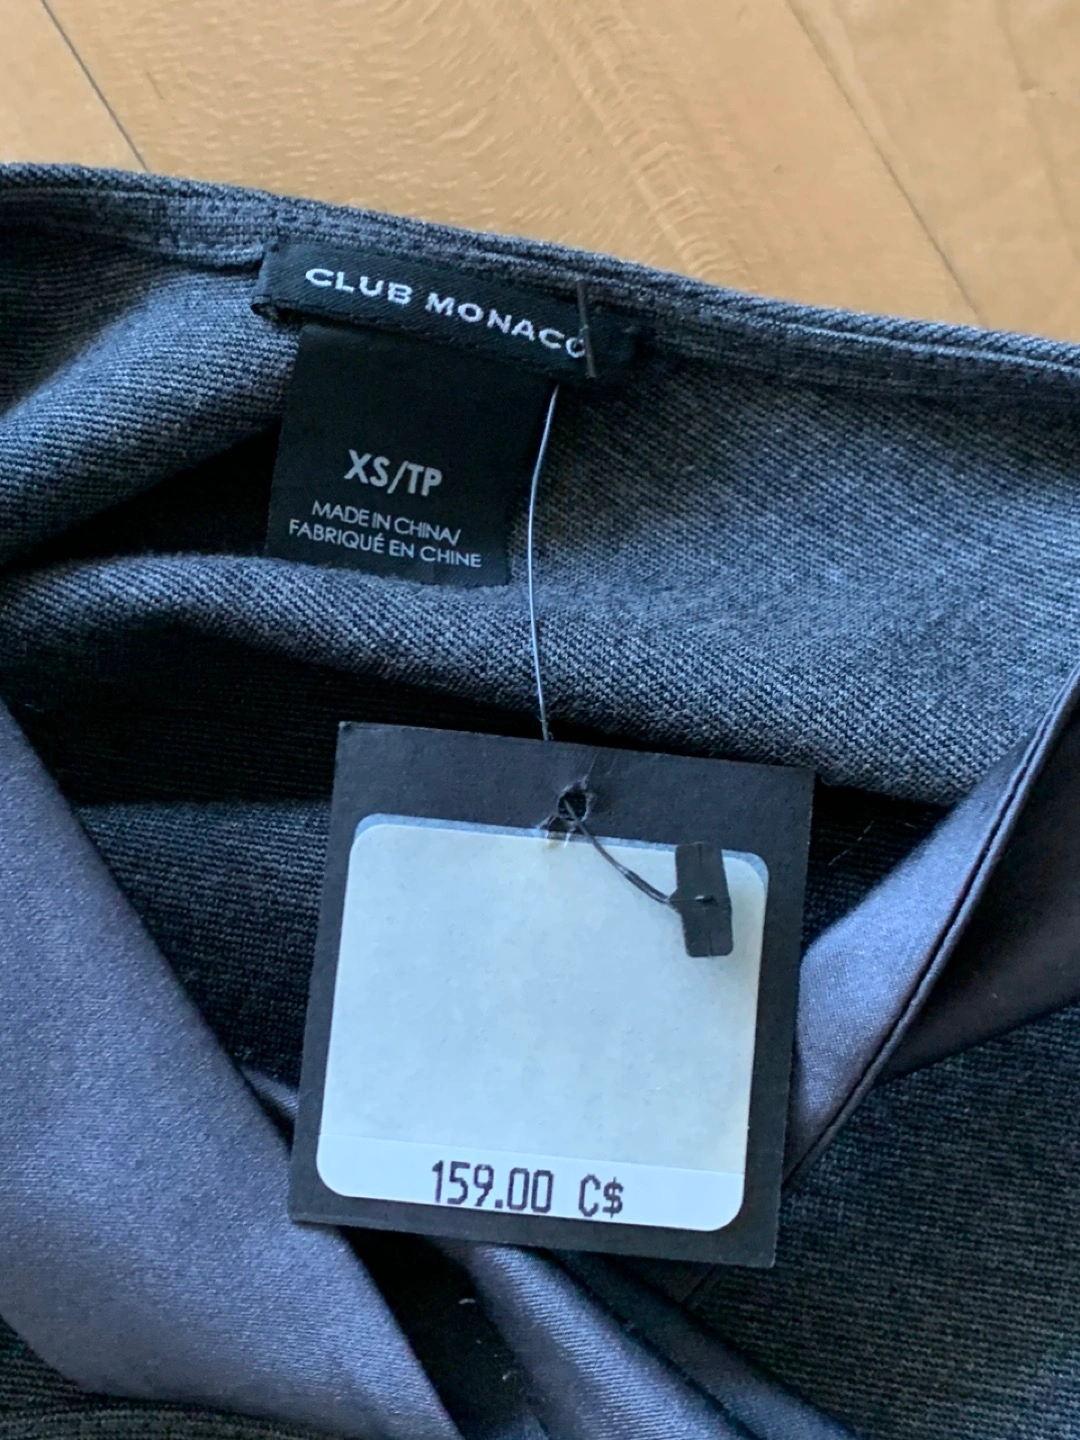 CLUB MONACO
XS/TP
MADE IN CHINA/
FABRIQUÉ EN CHINE
159.00 C$